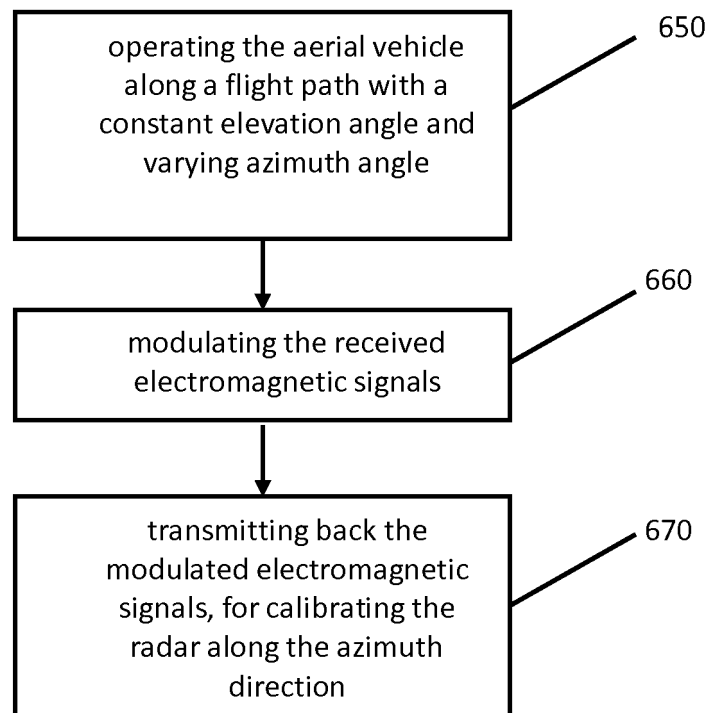 operating the aerial vehicle
along a flight path with a
constant elevation angle and
varying azimuth angle
650
modulating the received
electromagnetic signals
660
transmitting back the
modulated electromagnetic
signals, for calibrating the
radar along the azimuth
direction
670